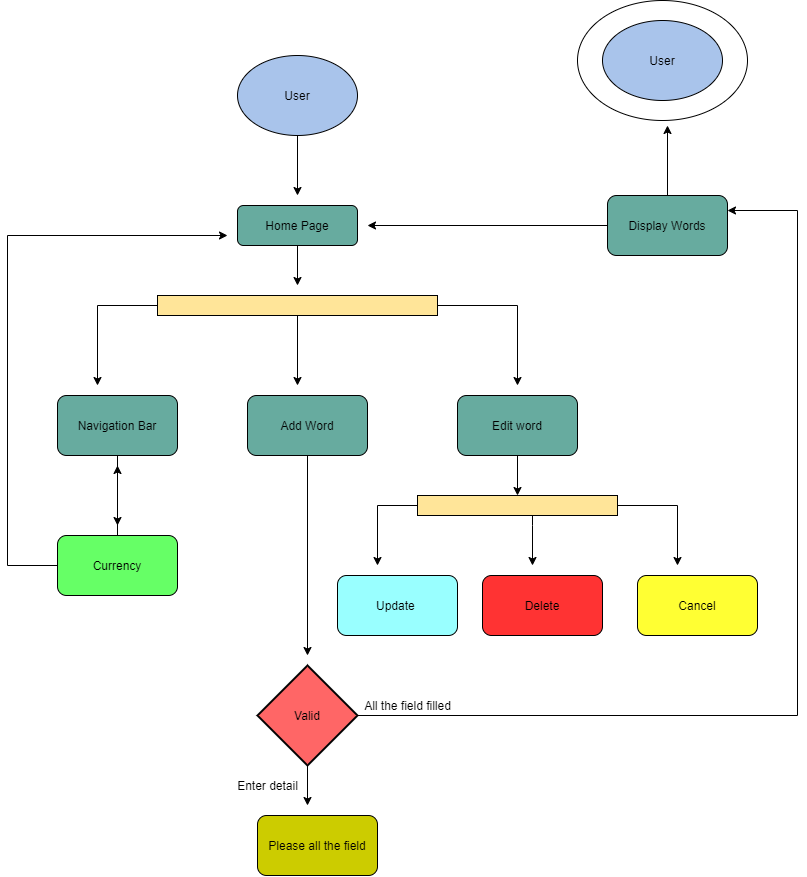 User
User
Home Page
Display Words
Navigation Bar
Add Word
Edit word
Currency
Update
Delete
Cancel
All the field filled
Valid
Enter detail
Please all the field